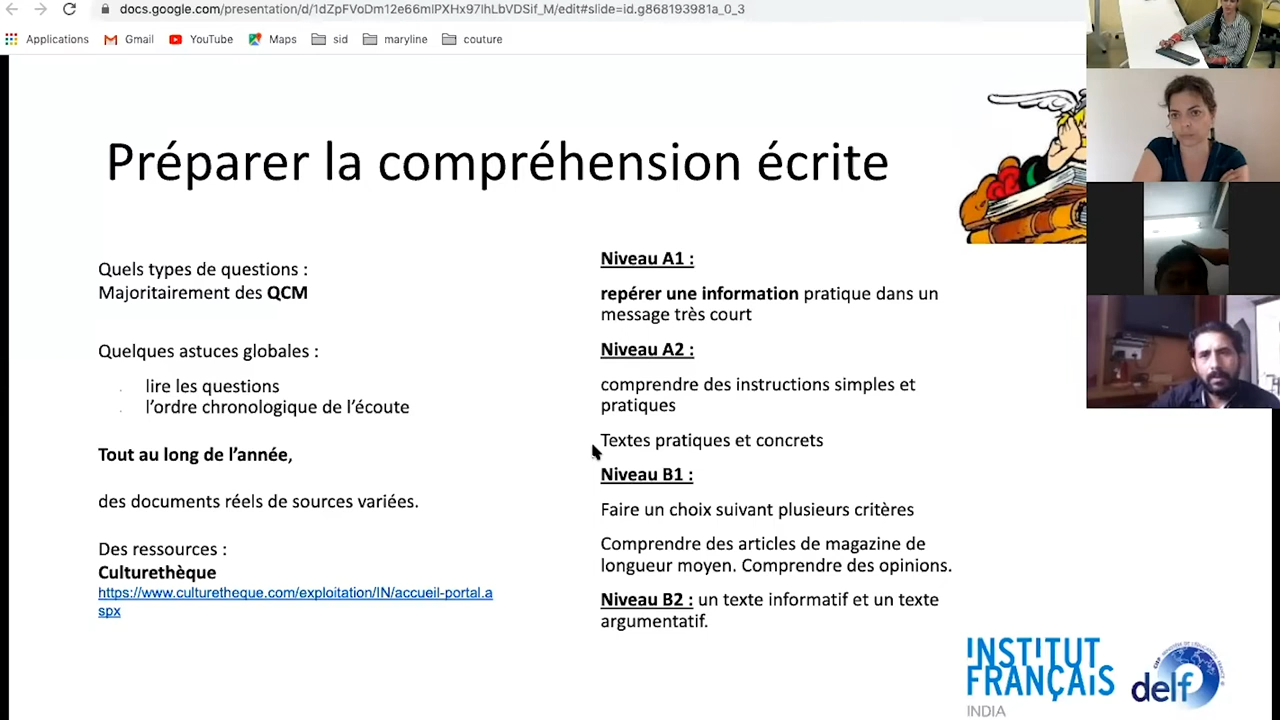 docs.google.com/presentation/d/1dZpFVoDm12e66mlPXHx97IhLbVDSif_M/edit#slide=id.g868193981a_0_3
Applications Gmail YouTube Maps sid maryline couture
Préparer la compréhension écrite
Quels types de questions :
Majoritairement des QCM
Quelques astuces globales :
lire les questions
l'ordre chronologique de l'écoute
Tout au long de l'année,
des documents réels de sources variées.
Des ressources :
Culturethèque
https://www.culturetheque.com/exploitation/IN/accueil-portal.a
spx
Niveau A1 :
repérer une information pratique dans un
message très court
Niveau A2 :
comprendre des instructions simples et
pratiques
Textes pratiques et concrets
Niveau B1 :
Faire un choix suivant plusieurs critères
Comprendre des articles de magazine de
longueur moyen. Comprendre des opinions.
Niveau B2 : un texte informatif et un texte
argumentatif.
INSTITUT
FRANÇAIS
INDIA
delf